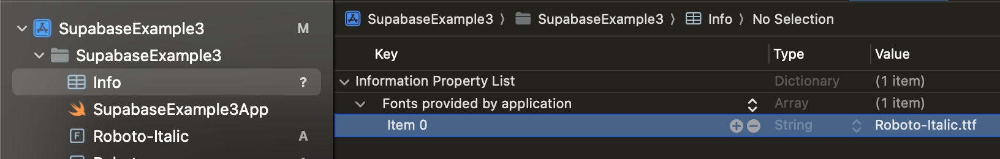 SupabaseExample3 M
SupabaseExample3
Info ?
SupabaseExample3App
Roboto-Italic A
SupabaseExample3 〉 SupabaseExample3 〉 Info 〉 No Selection
Key Type Value
Information Property List Dictionary (1 item)
Fonts provided by application Array (1 item)
Item 0 String Roboto-Italic.ttf